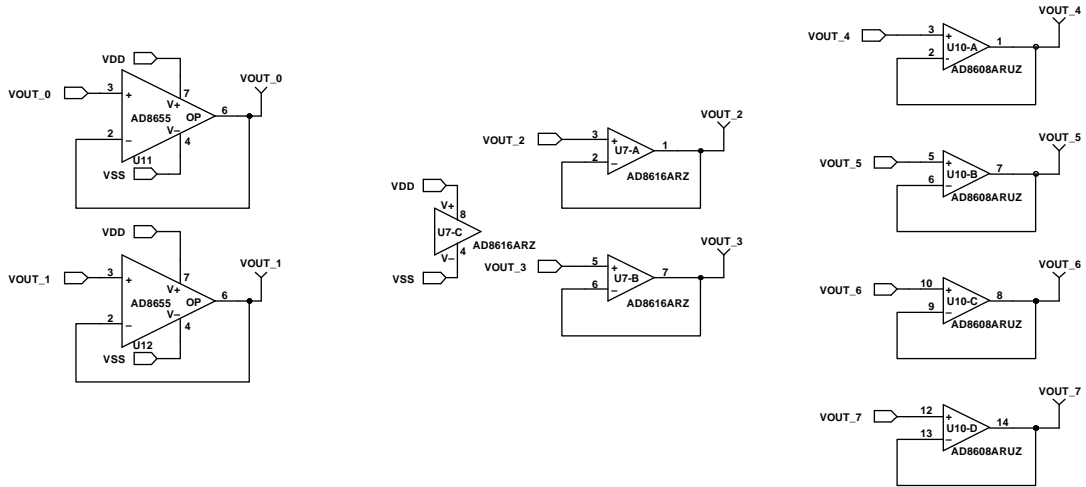 VDD
VOUT_0
3
+
7
V+
AD8655
OP
6
VOUT_0
2
–
V–
4
U11
VSS
VDD
VOUT_1
3
+
7
V+
AD8655
OP
6
VOUT_1
2
–
V–
4
U12
VSS
VDD
V+
8
U7-C
AD8616ARZ
V–
4
VSS
VOUT_2
3
+
U7-A
1
VOUT_2
2
–
AD8616ARZ
VOUT_3
5
+
U7-B
7
VOUT_3
6
–
AD8616ARZ
VOUT_4
3
+
U10-A
1
VOUT_4
2
-
AD8608ARUZ
VOUT_5
5
+
U10-B
7
VOUT_5
6
–
AD8608ARUZ
VOUT_6
10
+
U10-C
8
VOUT_6
9
–
AD8608ARUZ
VOUT_7
12
+
U10-D
14
VOUT_7
13
–
AD8608ARUZ